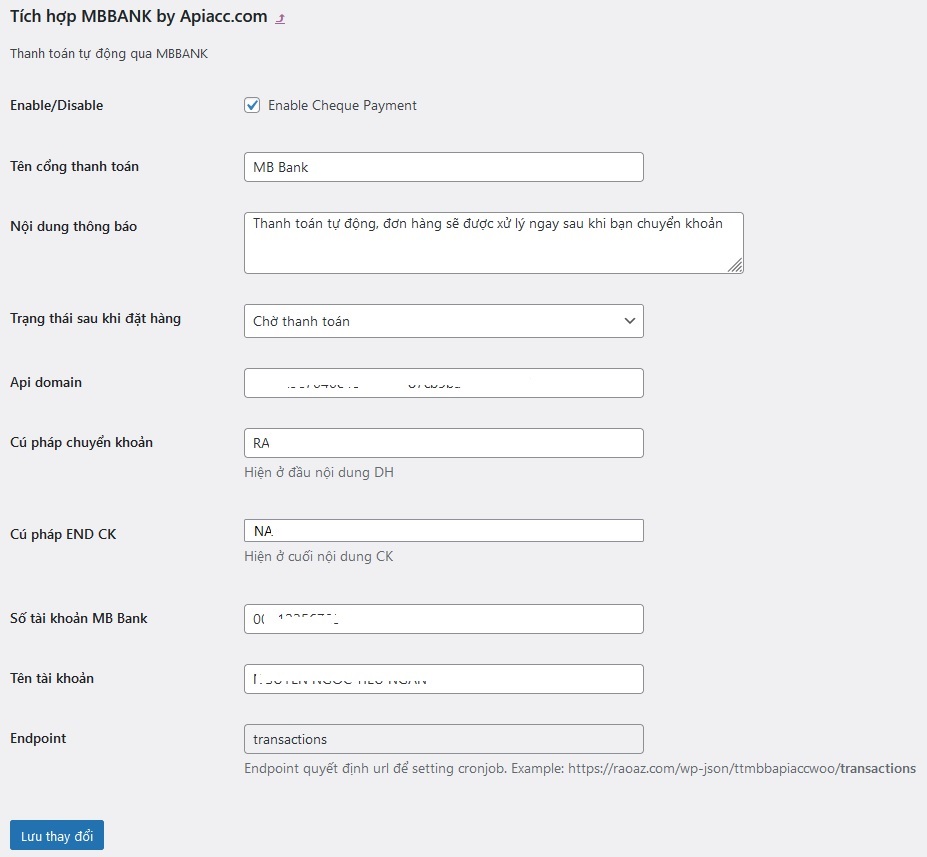 Tích hợp MBBANK by Apiacc.com
Thanh toán tự động qua MBBANK
Enable/Disable
Enable Cheque Payment
Tên cổng thanh toán
MB Bank
Nội dung thông báo
Thanh toán tự động, đơn hàng sẽ được xử lý ngay sau khi bạn chuyển khoản
Trạng thái sau khi đặt hàng
Chờ thanh toán
Api domain
Cú pháp chuyển khoản
RA
Hiện ở đầu nội dung DH
Cú pháp END CK
NA
Hiện ở cuối nội dung CK
Số tài khoản MB Bank
Tên tài khoản
Endpoint
transactions
Endpoint quyết định url để setting cronjob. Example: https://raoaz.com/wp-json/ttmbbapiaccwoo/transactions
Lưu thay đổi